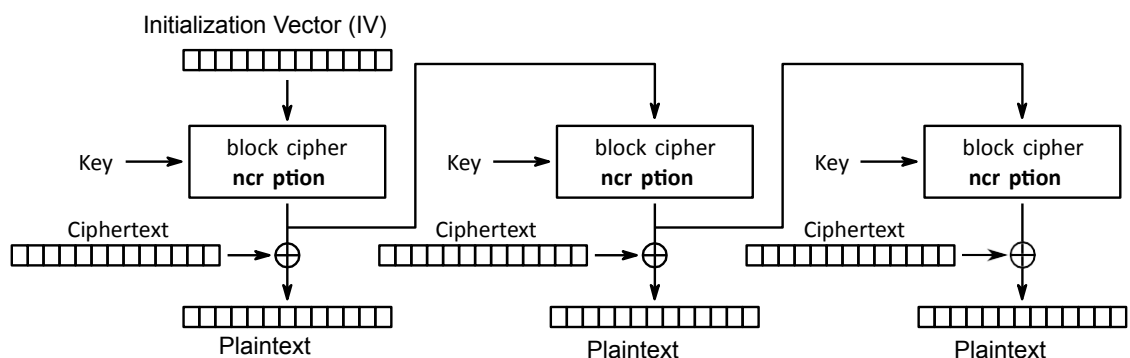 Initialization Vector (IV)
block cipher
ncr ption
Key
block cipher
ncr ption
Key
block cipher
ncr ption
Key
Ciphertext
Ciphertext
Ciphertext
Plaintext
Plaintext
Plaintext